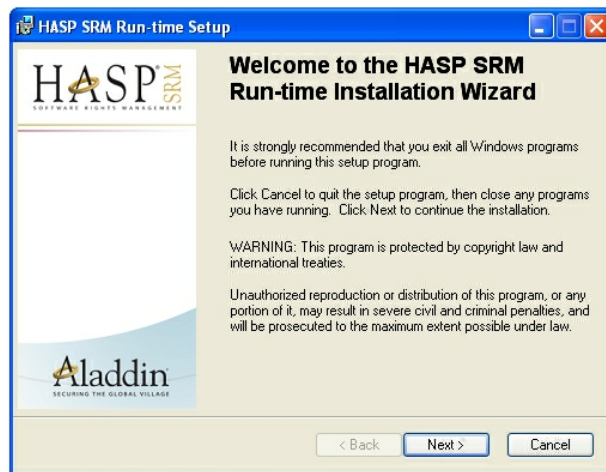 HASP SRM Run-time Setup
HASP SRM
SOFTWARE RIGHTS MANAGEMENT
Welcome to the HASP SRM
Run-time Installation Wizard
It is strongly recommended that you exit all Windows programs
before running this setup program.
Click Cancel to quit the setup program, then close any programs
you have running. Click Next to continue the installation.
WARNING: This program is protected by copyright law and
international treaties.
Unauthorized reproduction or distribution of this program, or any
portion of it, may result in severe civil and criminal penalties, and
will be prosecuted to the maximum extent possible under law.
Aladdin
SECURING THE GLOBAL VILLAGE
< Back
Next >
Cancel